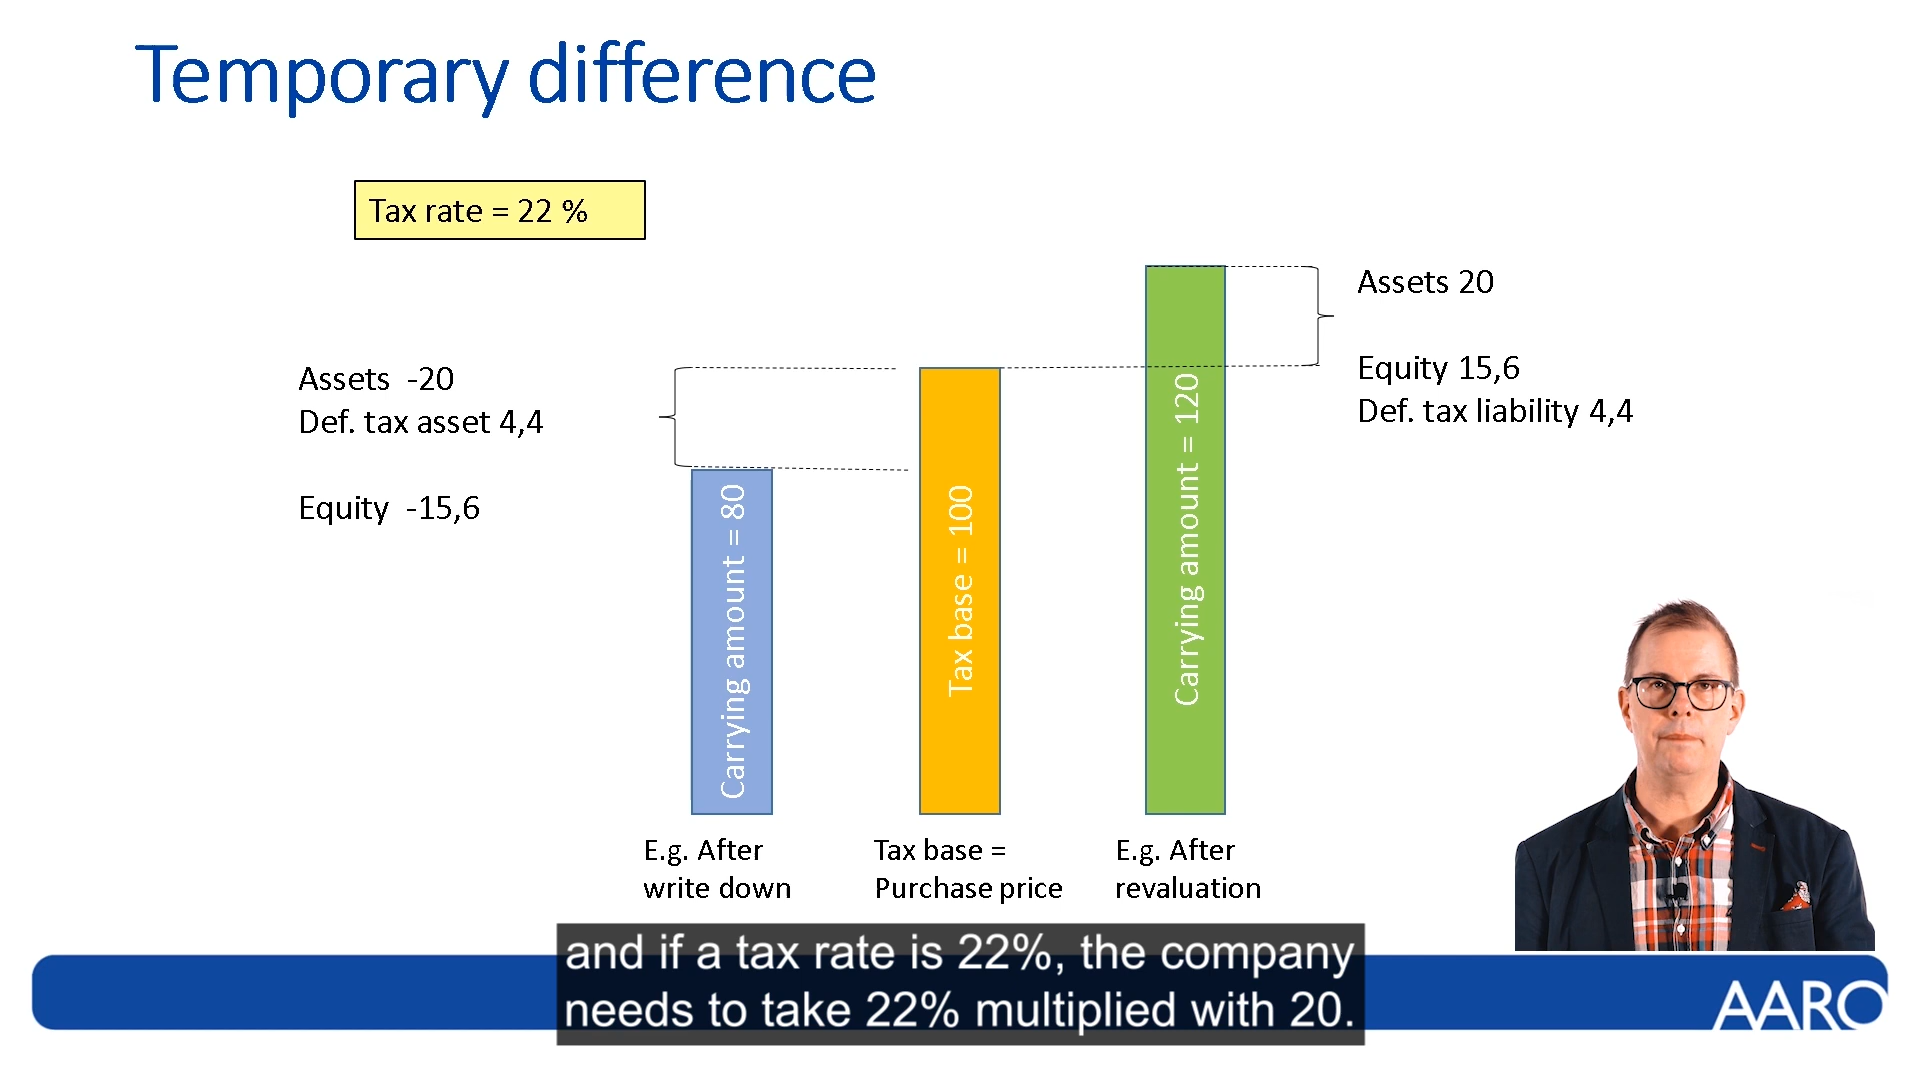 Temporary difference
Tax rate = 22 %
Assets -20
Def. tax asset 4,4
Equity -15,6
Carrying amount = 80
Tax base = 100
Carrying amount = 120
Assets 20
Equity 15,6
Def. tax liability 4,4
E.g. After
write down
Tax base =
Purchase price
E.g. After
revaluation
and if a tax rate is 22%, the company
needs to take 22% multiplied with 20.
AARO